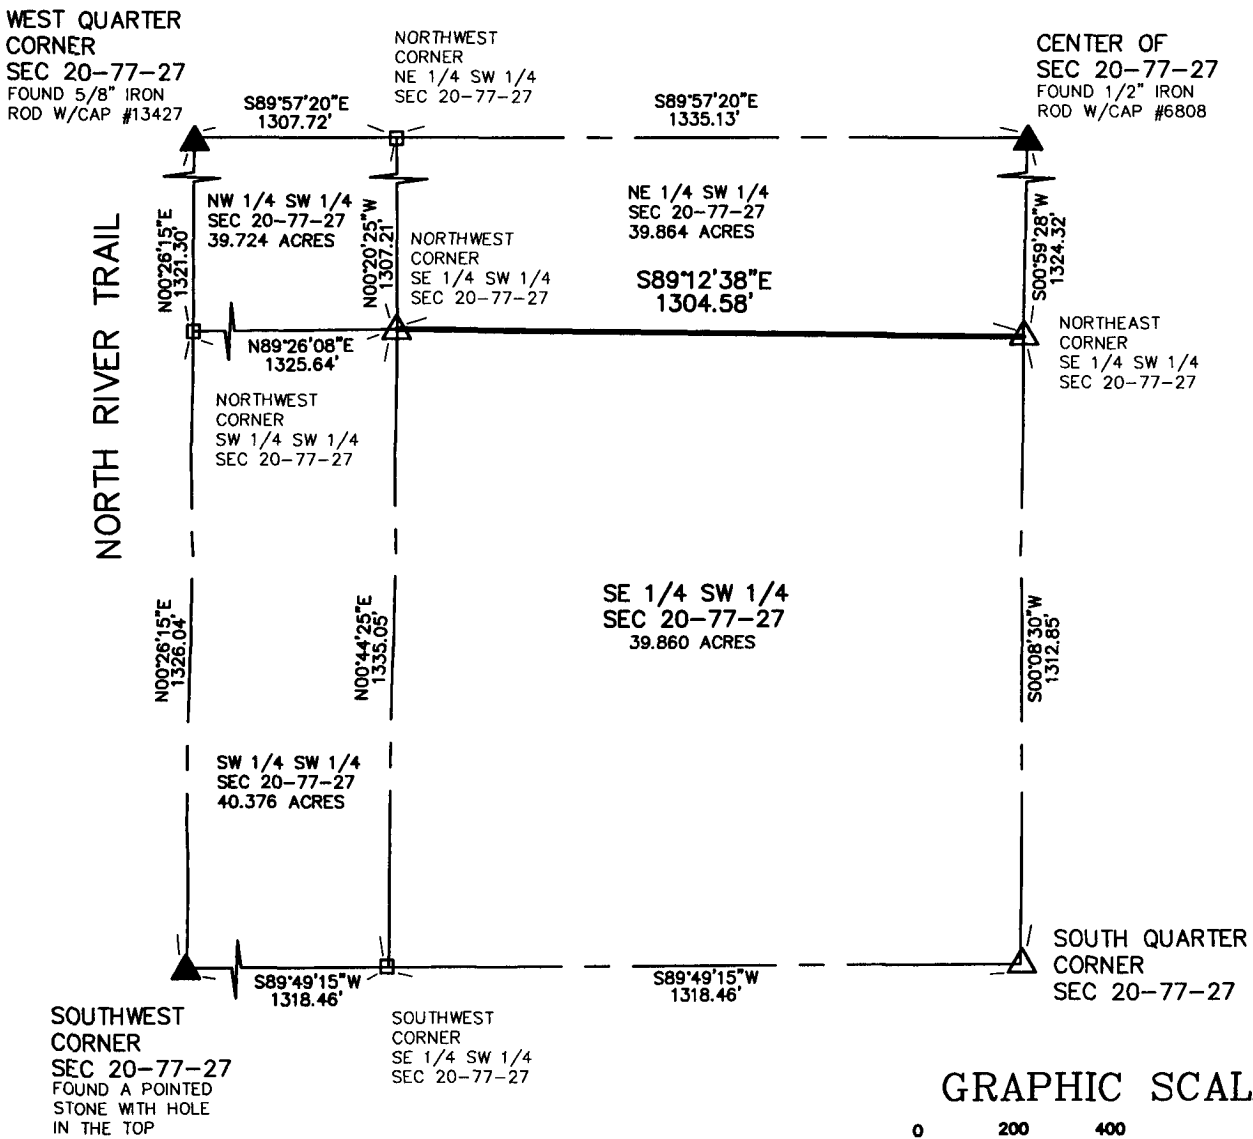 WEST QUARTER
CORNER
SEC 20-77-27
FOUND 5/8" IRON
ROD W/CAP #13427
NORTHWEST
CORNER
NE 1/4 SW 1/4
SEC 20-77-27
CENTER OF
SEC 20-77-27
FOUND 1/2" IRON
ROD W/CAP #6808
S89°57'20"E
1307.72'
S89°57'20"E
1335.13'
NW 1/4 SW 1/4
SEC 20-77-27
39.724 ACRES
NE 1/4 SW 1/4
SEC 20-77-27
39.864 ACRES
N00°26'15"E
1321.30'
N00°20'25"W
1307.21'
S00°59'28"W
1324.32'
NORTHWEST
CORNER
SE 1/4 SW 1/4
SEC 20-77-27
S89°12'38"E
1304.58'
NORTHEAST
CORNER
SE 1/4 SW 1/4
SEC 20-77-27
N89°26'08"E
1325.64'
NORTHWEST
CORNER
SW 1/4 SW 1/4
SEC 20-77-27
NORTH RIVER TRAIL
N00°26'15"E
1326.04'
N00°44'25"E
1335.05'
SE 1/4 SW 1/4
SEC 20-77-27
39.860 ACRES
S00°08'30"W
1312.85'
SW 1/4 SW 1/4
SEC 20-77-27
40.376 ACRES
S89°49'15"W
1318.46'
S89°49'15"W
1318.46'
SOUTH QUARTER
CORNER
SEC 20-77-27
SOUTHWEST
CORNER
SEC 20-77-27
FOUND A POINTED
STONE WITH HOLE
IN THE TOP
SOUTHWEST
CORNER
SE 1/4 SW 1/4
SEC 20-77-27
GRAPHIC SCAL
0 200 400